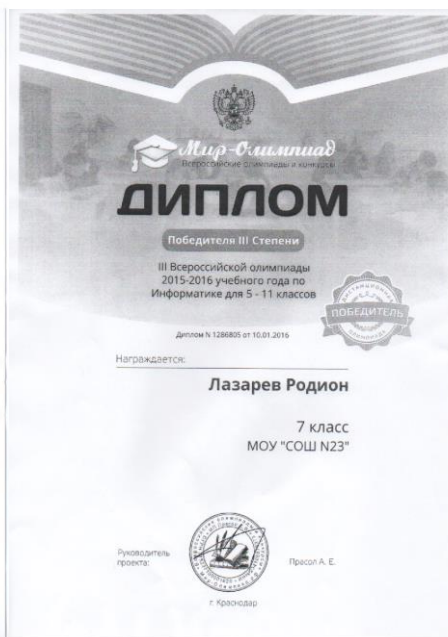 Мир-Олимпиад
Всероссийские олимпиады и конкурсы
ДИПЛОМ
Победителя III Степени
III Всероссийской олимпиады
2015-2016 учебного года по
Информатике для 5 - 11 классов
ДИСТАНЦИОННАЯ
ПОБЕДИТЕЛЬ
ОЛИМПИАДА
Диплом N 1286805 от 10.01.2016
Награждается:
Лазарев Родион
7 класс
МОУ "СОШ N23"
Руководитель
проекта:
Прасол А. Е.
г. Краснодар